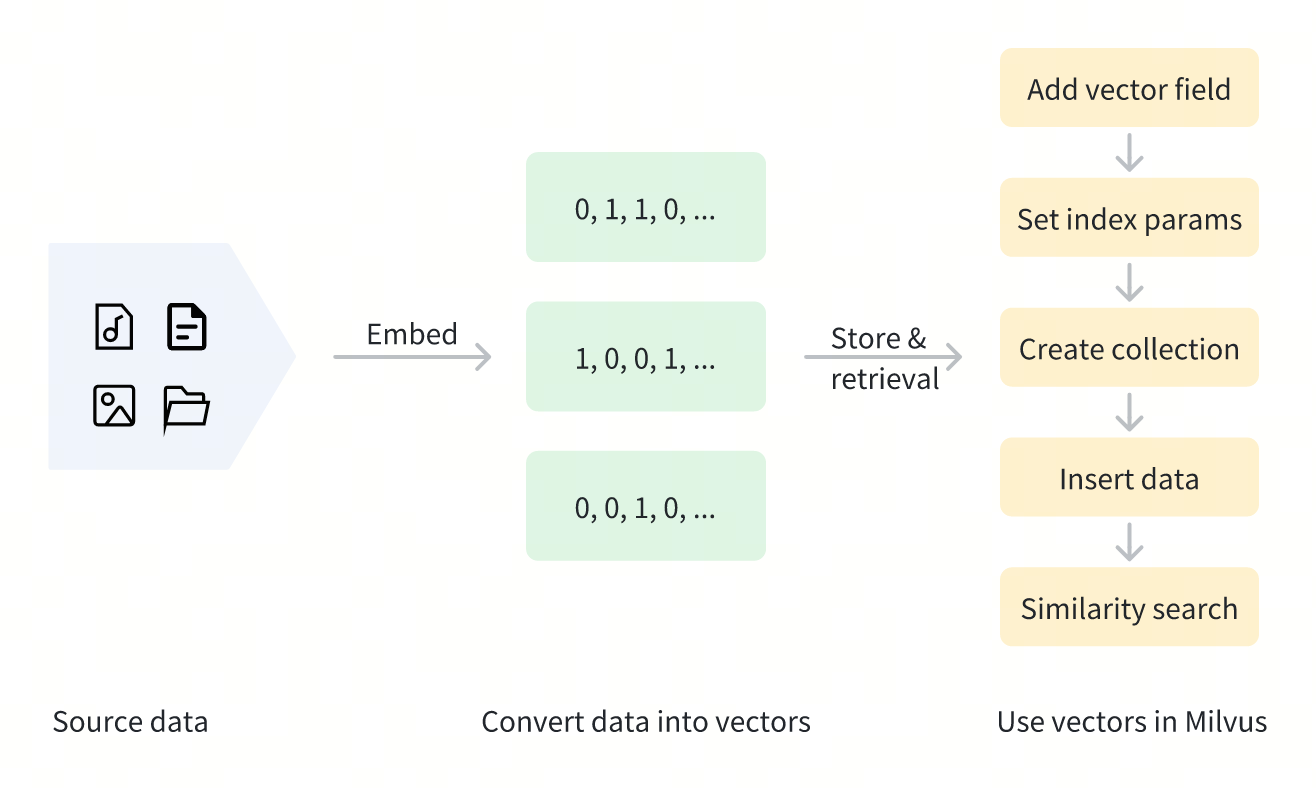 Embed
0, 1, 1, 0, ...
1, 0, 0, 1, ...
0, 0, 1, 0, ...
Store &
retrieval
Add vector field
Set index params
Create collection
Insert data
Similarity search
Source data
Convert data into vectors
Use vectors in Milvus